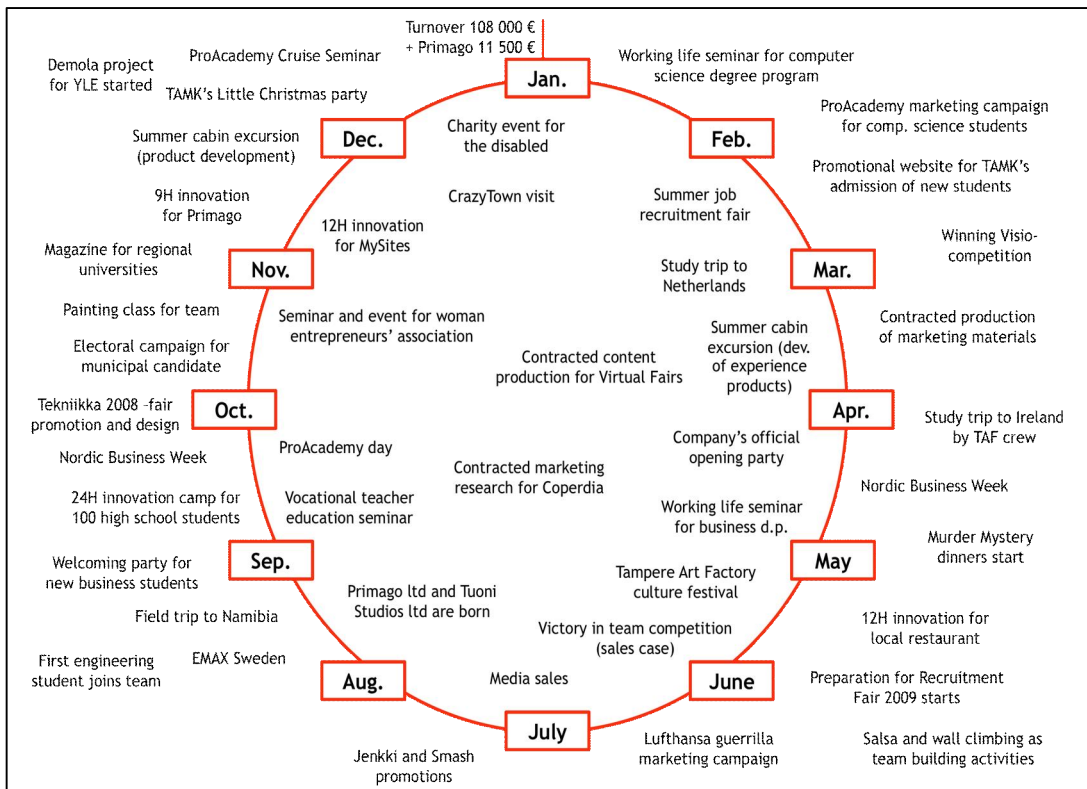 Turnover 108 000 €
+ Primago 11 500 €
Jan.
Working life seminar for computer
science degree program
ProAcademy Cruise Seminar
Demola project
for YLE started
TAMK's Little Christmas party
Dec.
Charity event for
the disabled
Feb.
ProAcademy marketing campaign
for comp. science students
Summer cabin excursion
(product development)
Promotional website for TAMK's
admission of new students
9H innovation
for Primago
CrazyTown visit
Summer job
recruitment fair
12H innovation
for MySites
Winning Visio-
competition
Magazine for regional
universities
Nov.
Study trip to
Netherlands
Mar.
Painting class for team
Seminar and event for woman
entrepreneurs' association
Contracted production
of marketing materials
Summer cabin
excursion (dev.
of experience
products)
Electoral campaign for
municipal candidate
Contracted content
production for Virtual Fairs
Tekniikka 2008 -fair
promotion and design
Oct.
Apr.
Study trip to Ireland
by TAF crew
Nordic Business Week
ProAcademy day
Company's official
opening party
Contracted marketing
research for Coperdia
Nordic Business Week
24H innovation camp for
100 high school students
Vocational teacher
education seminar
Working life seminar
for business d.p.
Welcoming party for
new business students
Sep.
May
Murder Mystery
dinners start
Tampere Art Factory
culture festival
Primago ltd and Tuoni
Studios ltd are born
Field trip to Namibia
Victory in team competition
(sales case)
12H innovation for
local restaurant
First engineering
student joins team
EMAX Sweden
Aug.
Media sales
June
Preparation for Recruitment
Fair 2009 starts
July
Jenkki and Smash
promotions
Lufthansa guerrilla
marketing campaign
Salsa and wall climbing as
team building activities